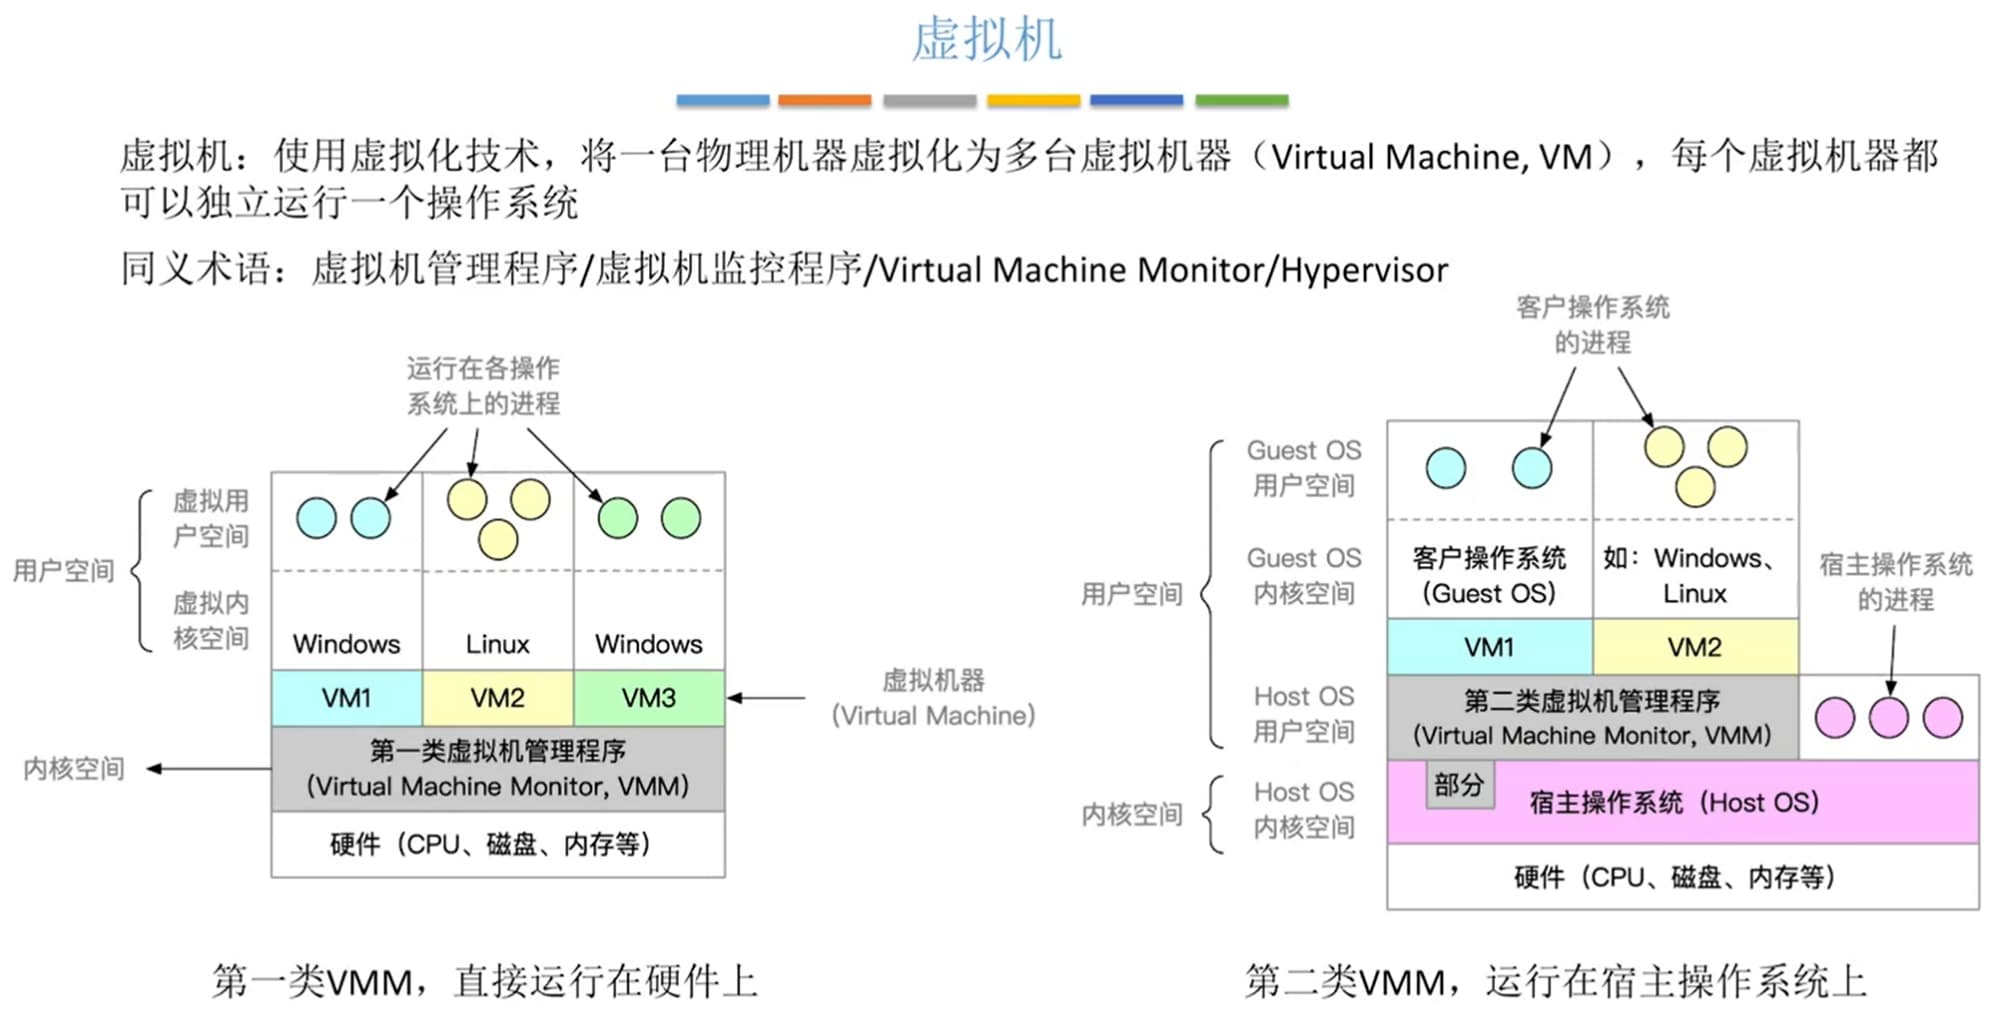 虚拟机
虚拟机：使用虚拟化技术，将一台物理机器虚拟化为多台虚拟机器（Virtual Machine, VM），每个虚拟机器都
可以独立运行一个操作系统
同义术语：虚拟机管理程序/虚拟机监控程序/Virtual Machine Monitor/Hypervisor
运行在各操作
系统上的进程
用户空间
虚拟用
户空间
虚拟内
核空间
Windows
Linux
Windows
VM1
VM2
VM3
虚拟机器
(Virtual Machine)
内核空间
第一类虚拟机管理程序
(Virtual Machine Monitor, VMM)
硬件（CPU、磁盘、内存等）
第一类VMM，直接运行在硬件上
客户操作系统
的进程
用户空间
Guest OS
用户空间
Guest OS
内核空间
客户操作系统
(Guest OS)
如：Windows、
Linux
宿主操作系统
的进程
VM1
VM2
Host OS
用户空间
第二类虚拟机管理程序
(Virtual Machine Monitor, VMM)
内核空间
Host OS
内核空间
部分
宿主操作系统（Host OS）
硬件（CPU、磁盘、内存等）
第二类VMM，运行在宿主操作系统上